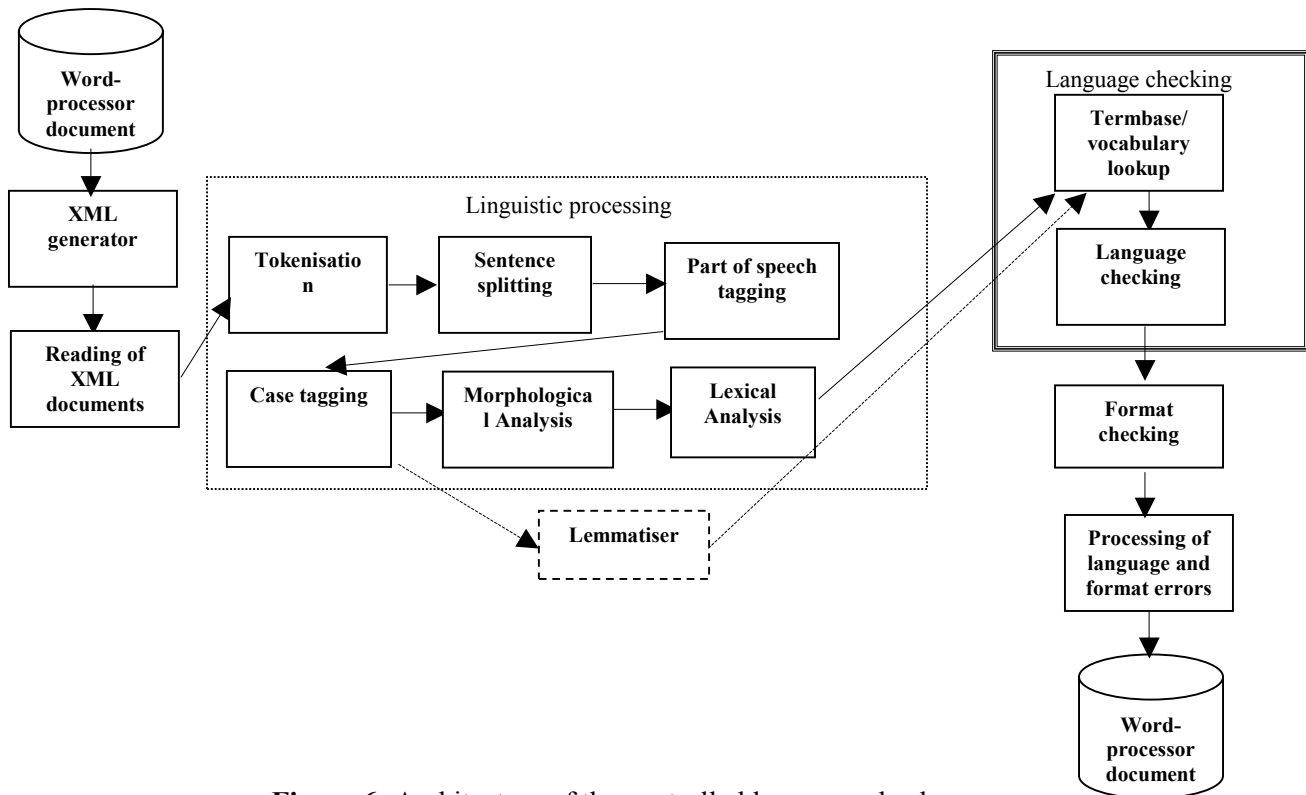 Word-
processor
document
XML
generator
Reading of
XML
documents
Linguistic processing
Tokenisatio
n
Sentence
splitting
Part of speech
tagging
Case tagging
Morphologica
l Analysis
Lexical
Analysis
Lemmatiser
Language checking
Termbase/
vocabulary
lookup
Language
checking
Format
checking
Processing of
language and
format errors
Word-
processor
document